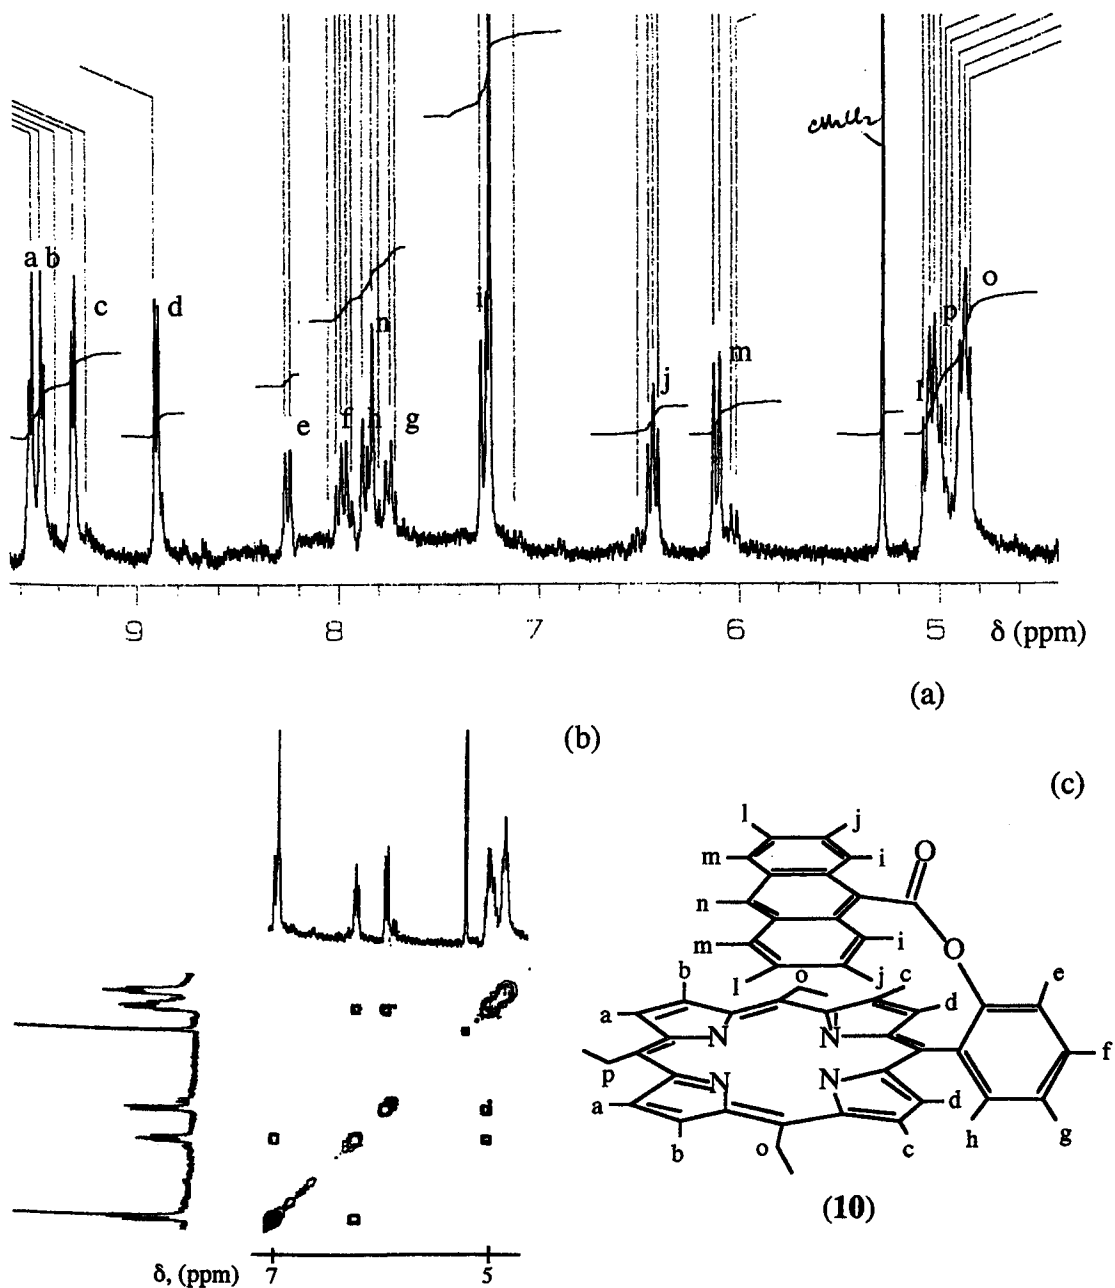 a b
c
d
e
f
h
n
g
i
j
m
l
p
o
9 8 7 6 5 δ (ppm)
(a)
(b)
7 5
δ, (ppm)
(c)
l j
m i
O
n
O
m i
l j
b o c
a d
e
N N
p
f
N N
a d
h g
b o c
(10)